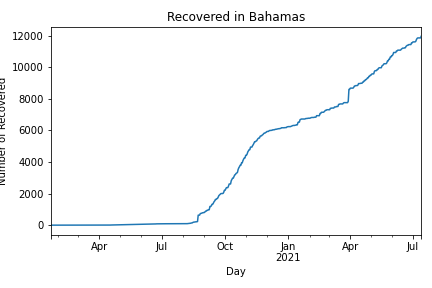 Recovered in Bahamas
12000
10000
8000
6000
4000
2000
0
Number of Recovered
Apr
Jul
Oct
Jan
2021
Apr
Jul
Day